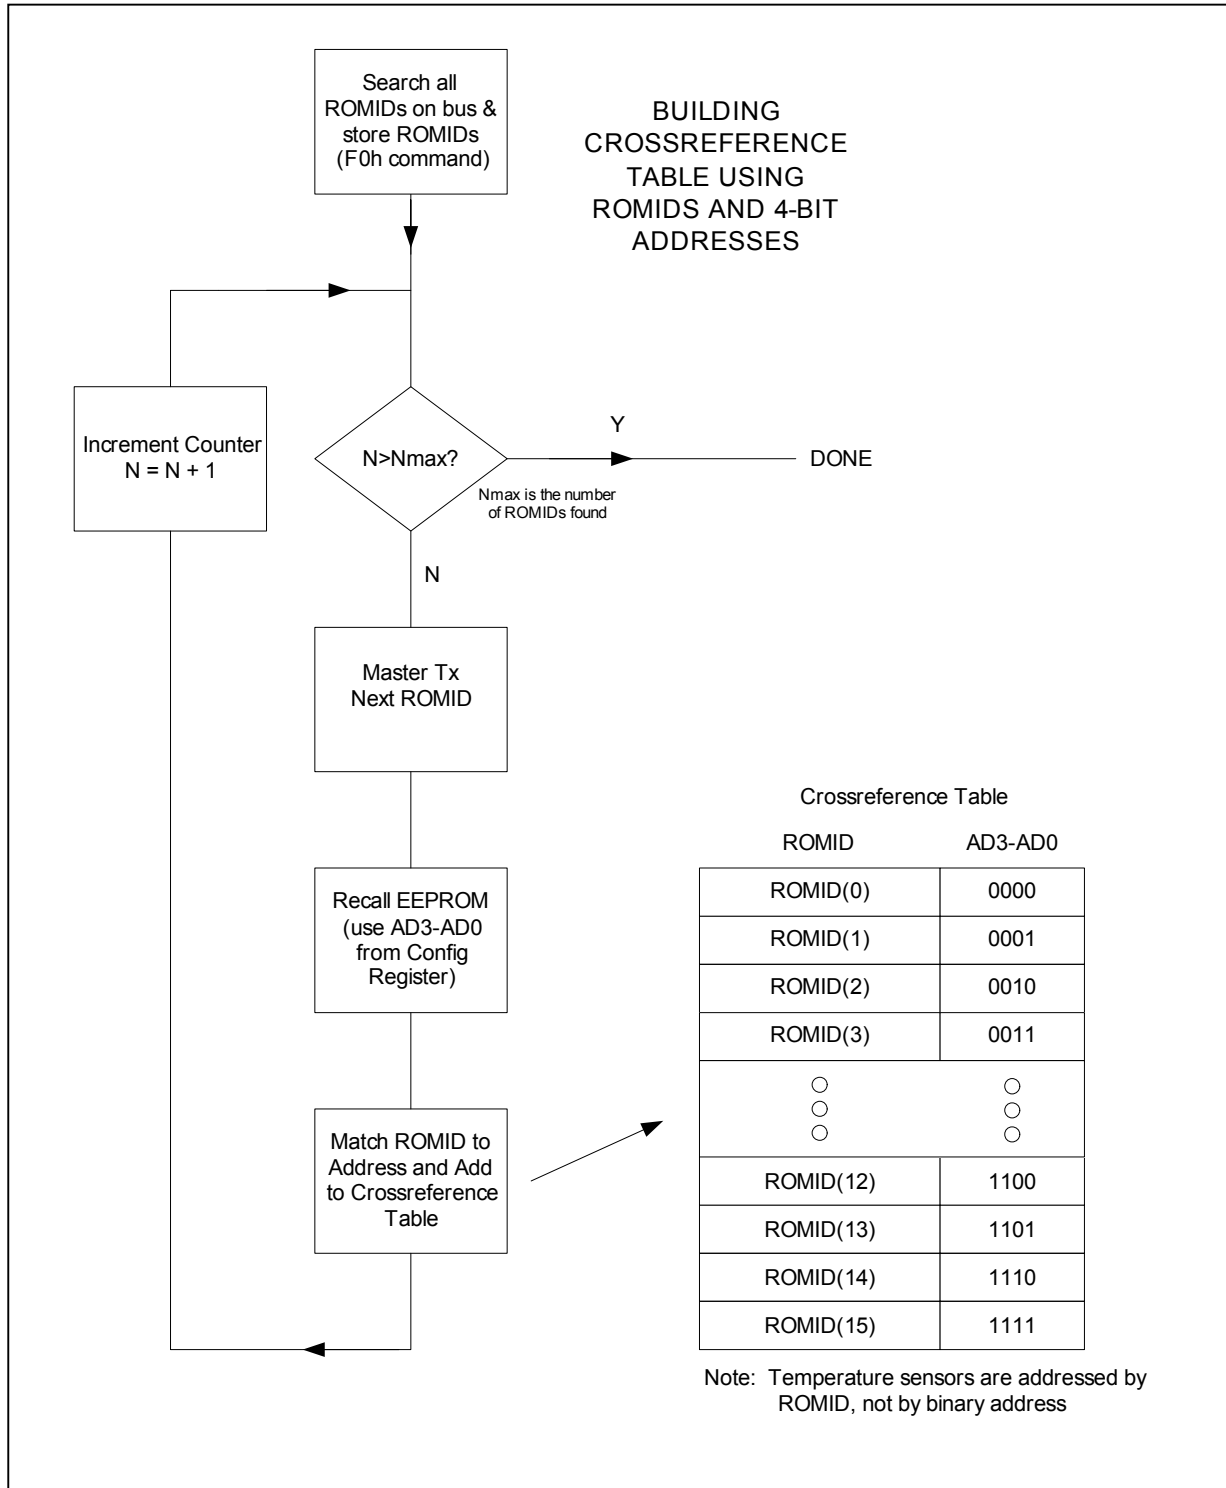 Search all
ROMIDs on bus &
store ROMIDs
(F0h command)
BUILDING
CROSSREFERENCE
TABLE USING
ROMIDS AND 4-BIT
ADDRESSES
Increment Counter
N = N + 1
N>Nmax?
Y
DONE
Nmax is the number
of ROMIDs found
N
Master Tx
Next ROMID
Recall EEPROM
(use AD3-AD0
from Config
Register)
Match ROMID to
Address and Add
to Crossreference
Table
Crossreference Table
ROMID AD3-AD0
ROMID(0) 0000
ROMID(1) 0001
ROMID(2) 0010
ROMID(3) 0011
ROMID(12) 1100
ROMID(13) 1101
ROMID(14) 1110
ROMID(15) 1111
Note: Temperature sensors are addressed by
ROMID, not by binary address